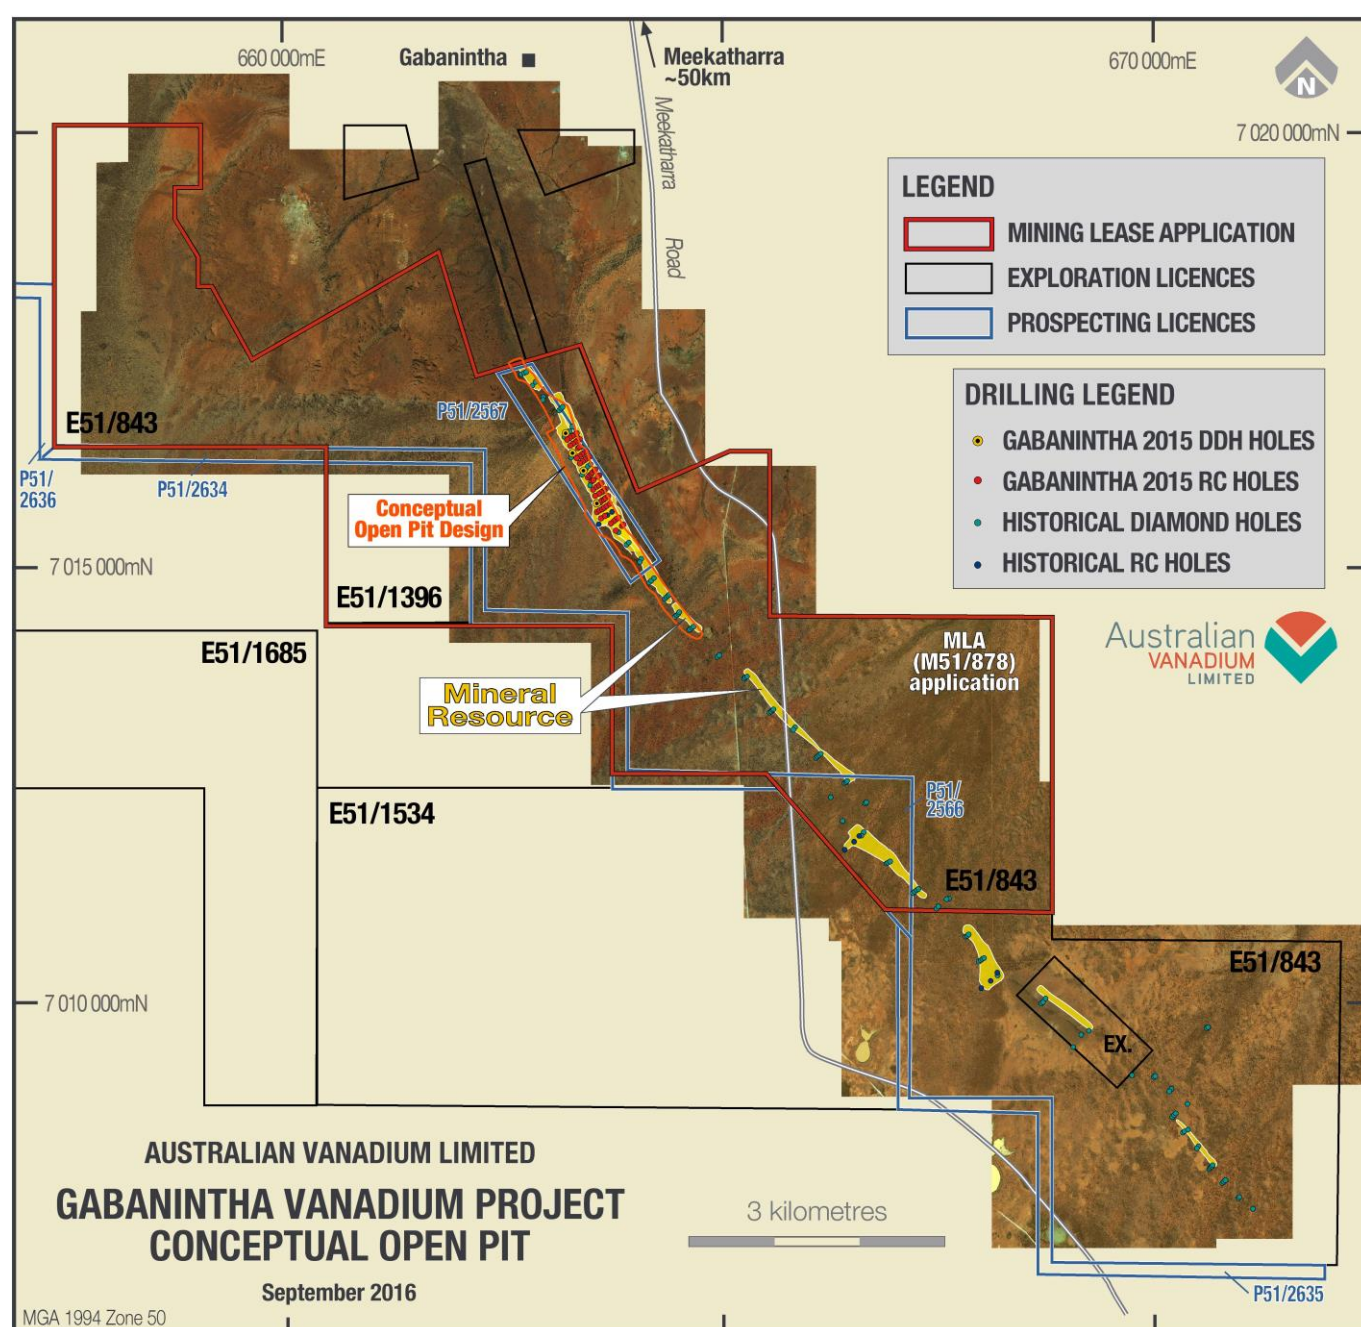 660 000mE
Gabanintha
Meekatharra
~50km
670 000mE
N
7 020 000mN
Meekatharra Road
LEGEND
MINING LEASE APPLICATION
EXPLORATION LICENCES
PROSPECTING LICENCES
DRILLING LEGEND
GABANINTHA 2015 DDH HOLES
GABANINTHA 2015 RC HOLES
HISTORICAL DIAMOND HOLES
HISTORICAL RC HOLES
E51/843
P51/2567
P51/
2636
P51/2634
Conceptual
Open Pit Design
7 015 000mN
E51/1396
E51/1685
MLA
(M51/878)
application
Australian
VANADIUM
LIMITED
Mineral
Resource
P51/
2566
E51/1534
E51/843
E51/843
7 010 000mN
EX.
AUSTRALIAN VANADIUM LIMITED
GABANINTHA VANADIUM PROJECT
CONCEPTUAL OPEN PIT
September 2016
3 kilometres
P51/2635
MGA 1994 Zone 50